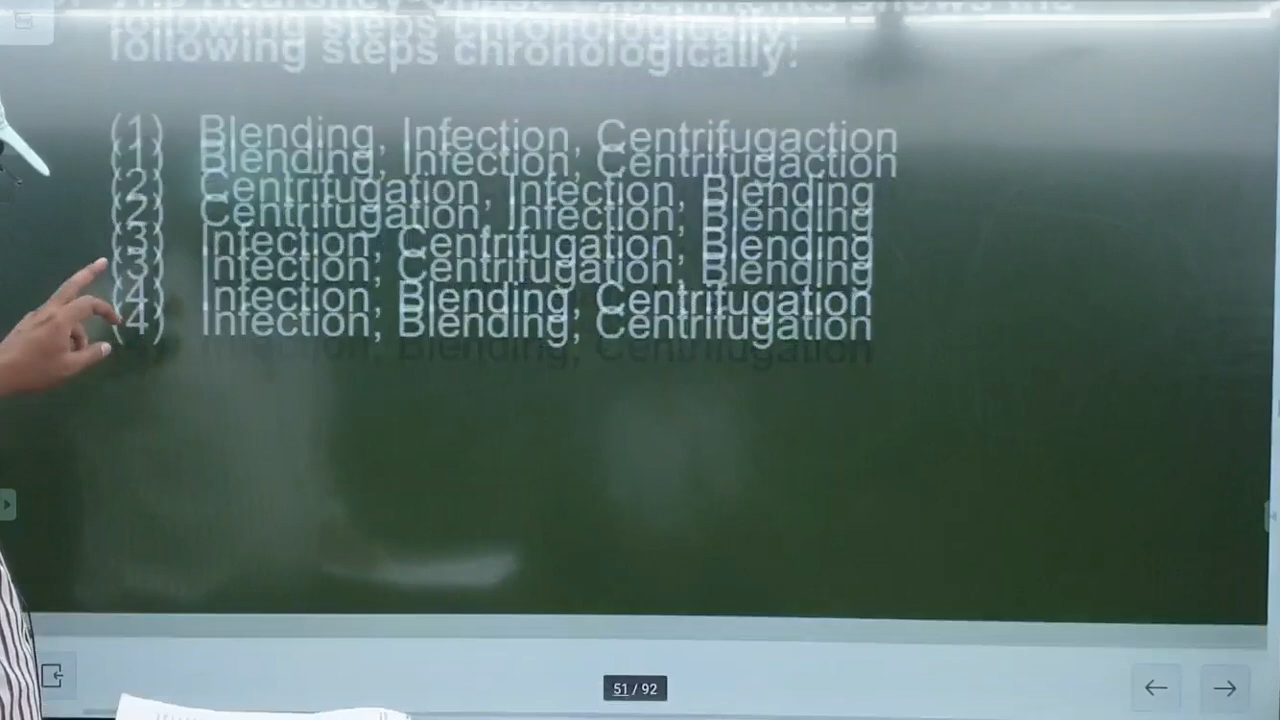 following steps chronologically!
(1) Blending, Infection, Centrifugaction
(2) Centrifugation, Infection, Blending
(3) Infection, Centrifugation, Blending
(4) Infection, Blending, Centrifugation
51 / 92